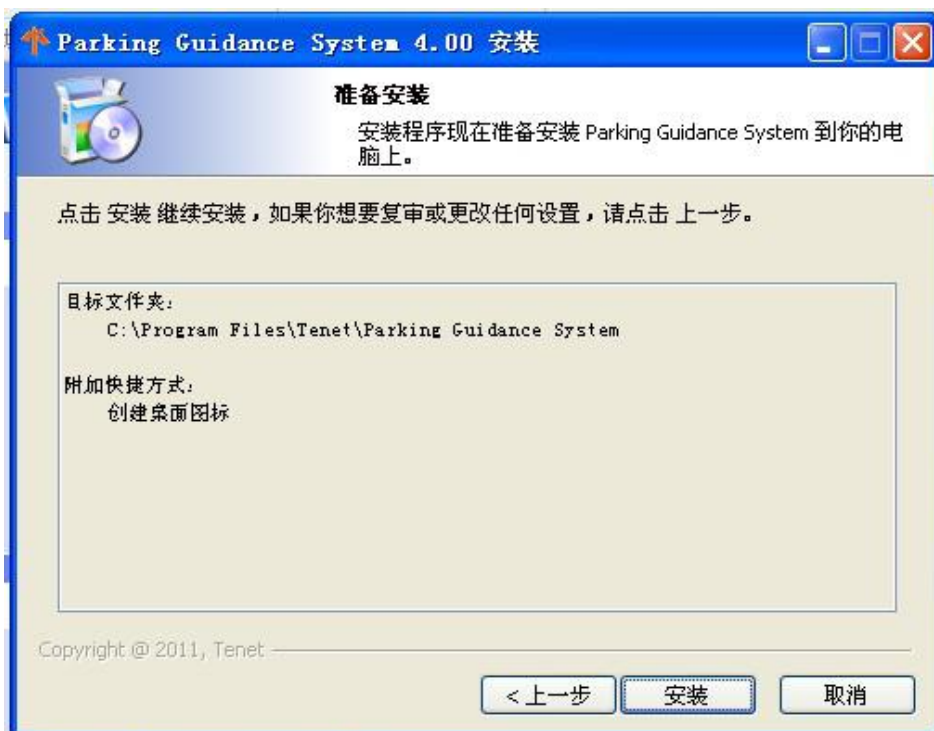 Parking Guidance System 4.00 安装
准备安装
安装程序现在准备安装 Parking Guidance System 到你的电
脑上。
点击 安装 继续安装，如果你想要复审或更改任何设置，请点击 上一步。
目标文件夹：
C:\Program Files\Tenet\Parking Guidance System
附加快捷方式：
创建桌面图标
Copyright @ 2011, Tenet
< 上一步
安装
取消